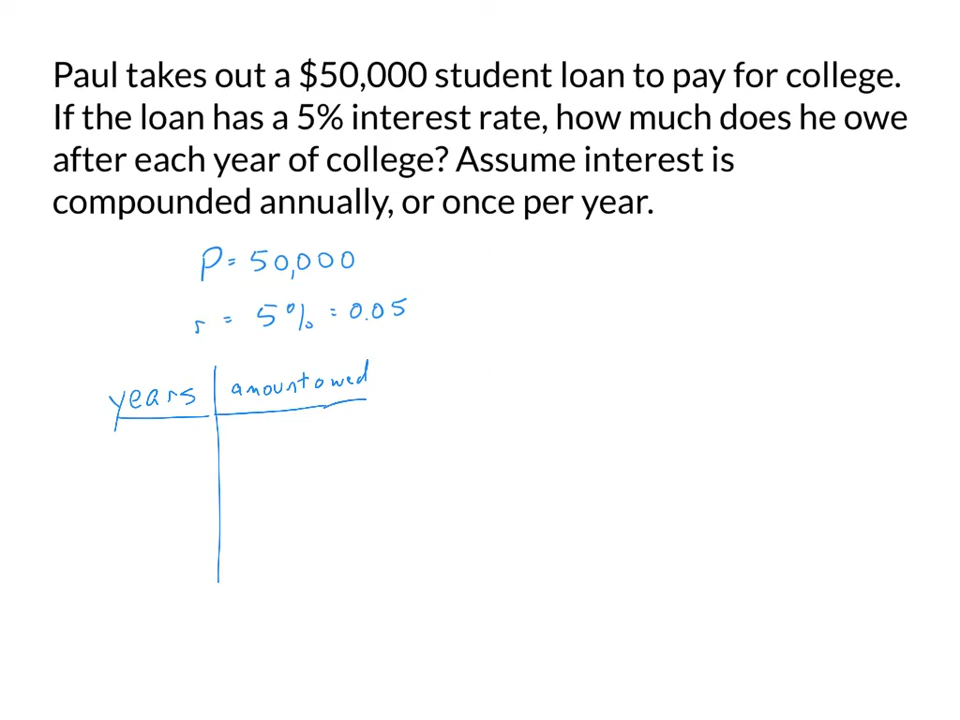 Paul takes out a $50,000 student loan to pay for college.
If the loan has a 5% interest rate, how much does he owe
after each year of college? Assume interest is
compounded annually, or once per year.
P = 50,000
r = 5% = 0.05
years | amount owed